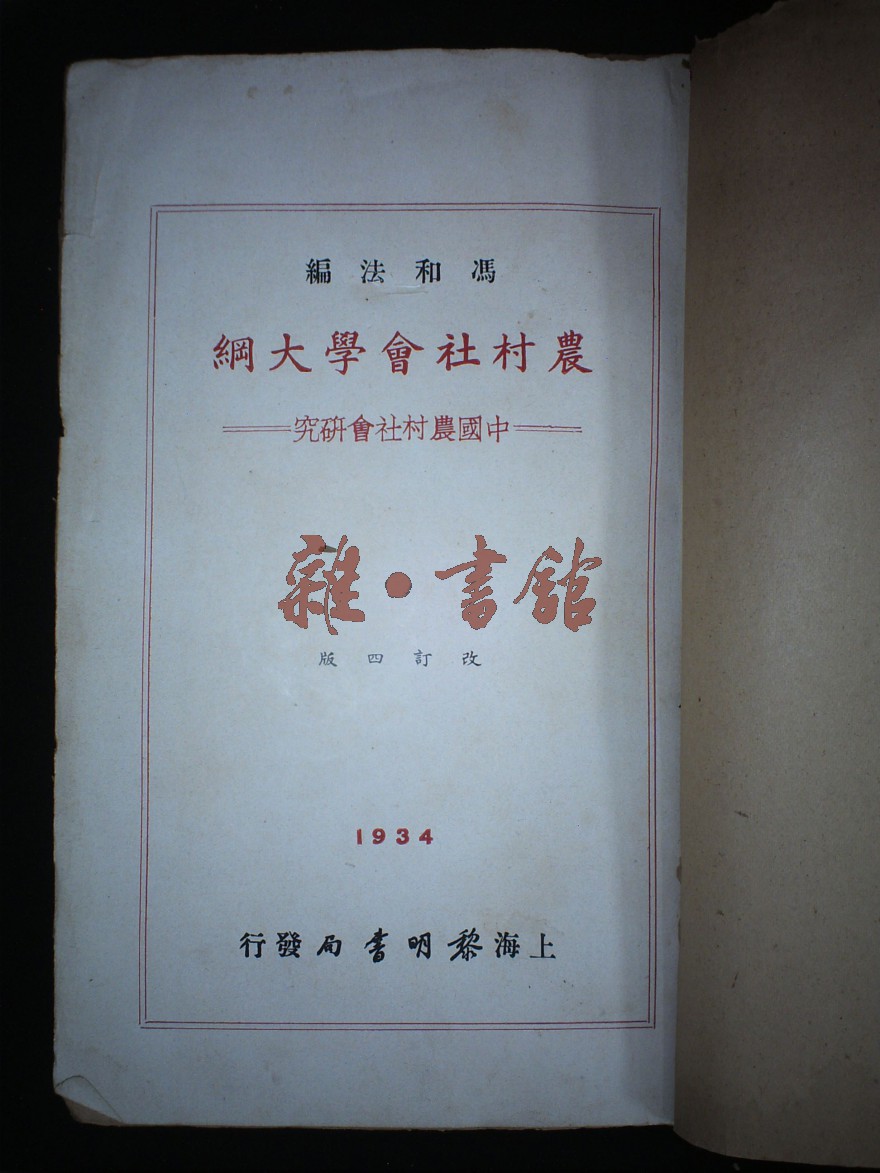 馮和法編
農村社會學大綱
中國農村社會研究
雜·書館
改訂四版
1934
上海黎明書局發行